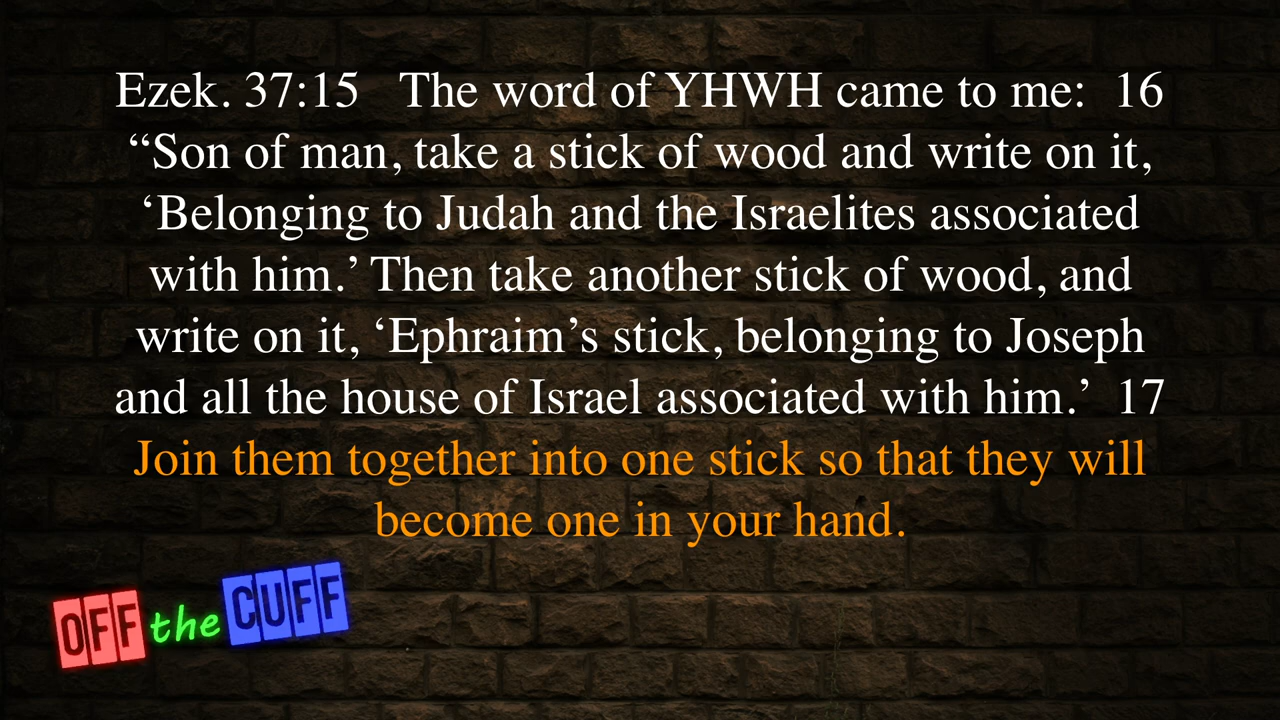 Ezek. 37:15   The word of YHWH came to me:  16
“Son of man, take a stick of wood and write on it,
‘Belonging to Judah and the Israelites associated
with him.’ Then take another stick of wood, and
write on it, ‘Ephraim’s stick, belonging to Joseph
and all the house of Israel associated with him.’  17
Join them together into one stick so that they will
become one in your hand.
OFF the CUFF